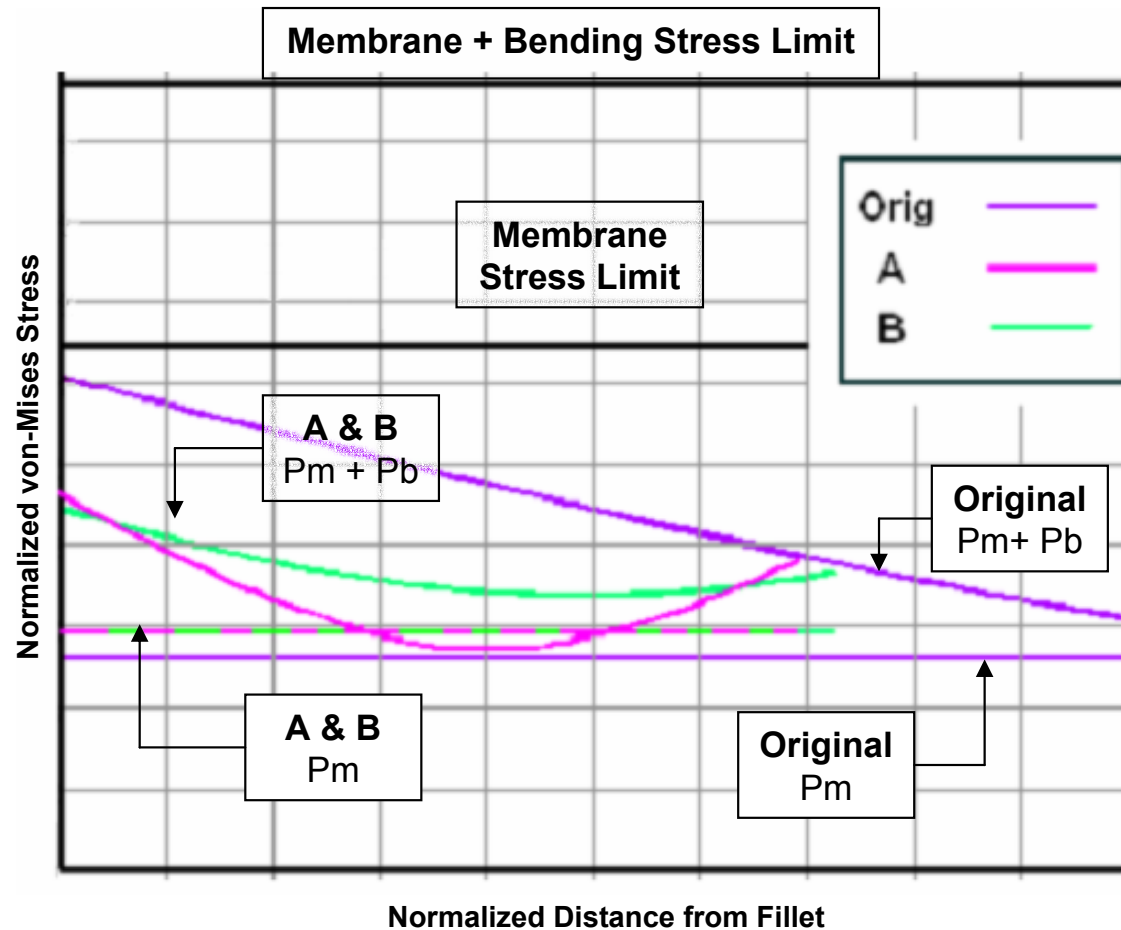 Membrane + Bending Stress Limit
Membrane
Stress Limit
Orig
A
B
A & B
Pm + Pb
Original
Pm+ Pb
A & B
Pm
Original
Pm
Normalized von-Mises Stress
Normalized Distance from Fillet